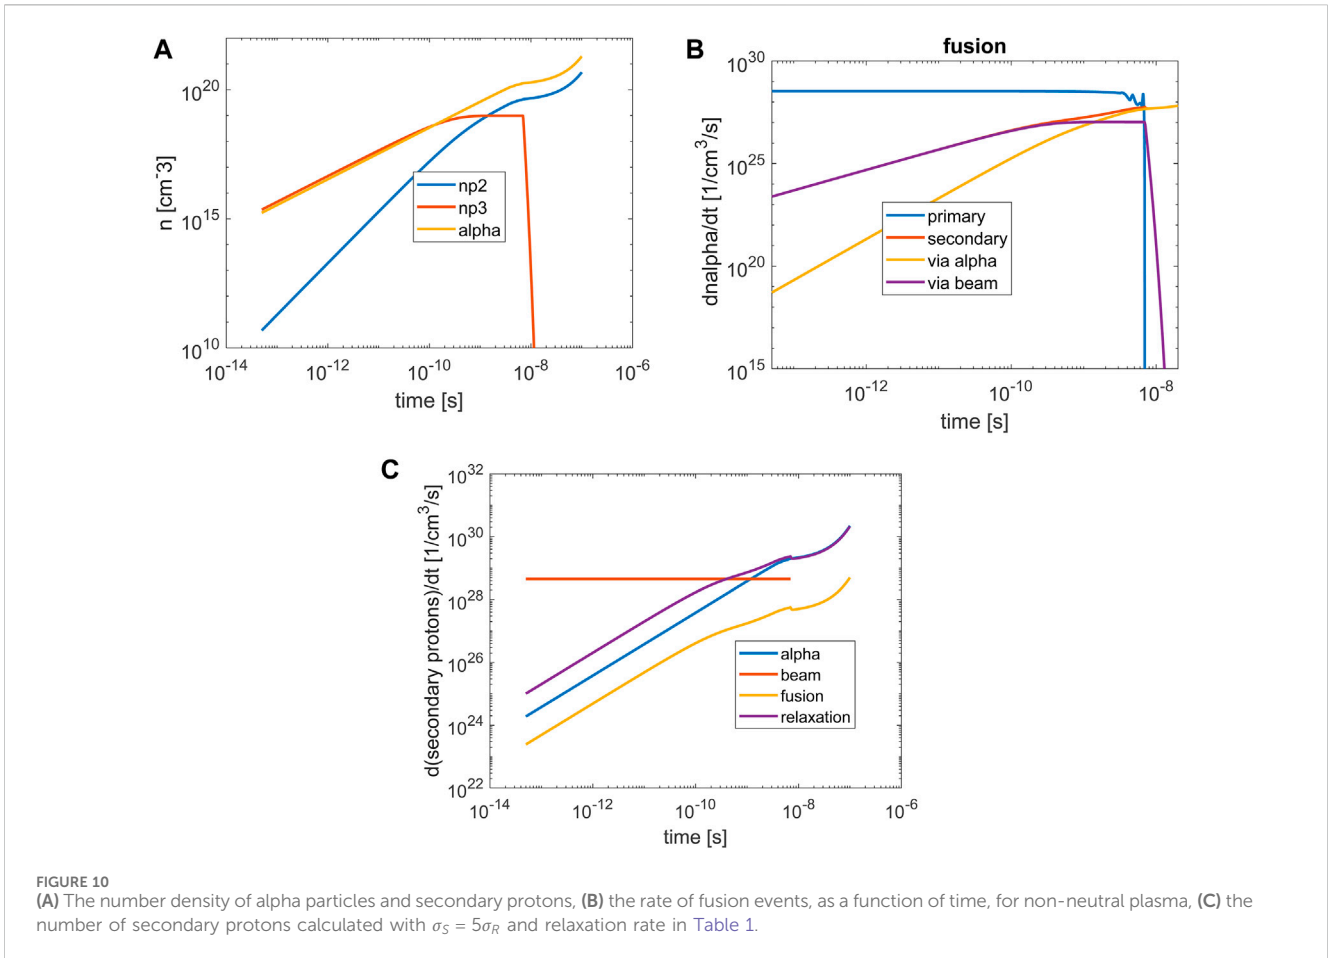 A
n [cm⁻3]
10^20
10^15
10^10
np2
np3
alpha
10^-14
10^-12
10^-10
10^-8
10^-6
time [s]
B
fusion
dnalpha/dt [1/cm^3/s]
10^30
10^25
10^20
10^15
primary
secondary
via alpha
via beam
10^-12
10^-10
10^-8
time [s]
C
d(secondary protons)/dt [1/cm^3/s]
10^32
10^30
10^28
10^26
10^24
10^22
alpha
beam
fusion
relaxation
10^-14
10^-12
10^-10
10^-8
10^-6
time [s]
FIGURE 10
(A) The number density of alpha particles and secondary protons, (B) the rate of fusion events, as a function of time, for non-neutral plasma, (C) the
number of secondary protons calculated with σS = 5σR and relaxation rate in Table 1.